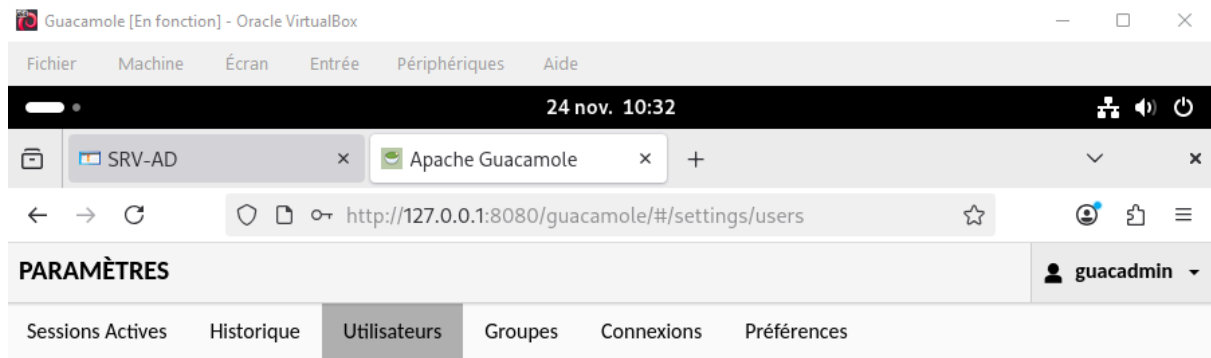 Guacamole [En fonction] - Oracle VirtualBox
Fichier Machine Écran Entrée Périphériques Aide
24 nov. 10:32
SRV-AD Apache Guacamole
http://127.0.0.1:8080/guacamole/#/settings/users
PARAMÈTRES guacadmin
Sessions Actives Historique Utilisateurs Groupes Connexions Préférences